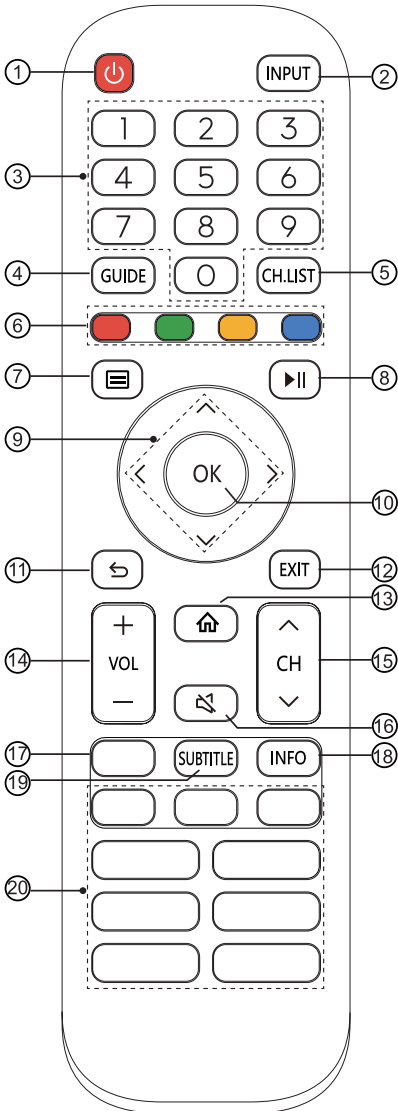 ① INPUT ②
1 2 3
③ 4 5 6
7 8 9
④ GUIDE 0 CH.LIST ⑤
⑥
⑦ ⑧
⑨
OK
⑩
⑪ EXIT ⑫
⑬
+
⑭ VOL CH ⑮
−
⑯
⑰ SUBTITLE INFO ⑱
⑲
⑳